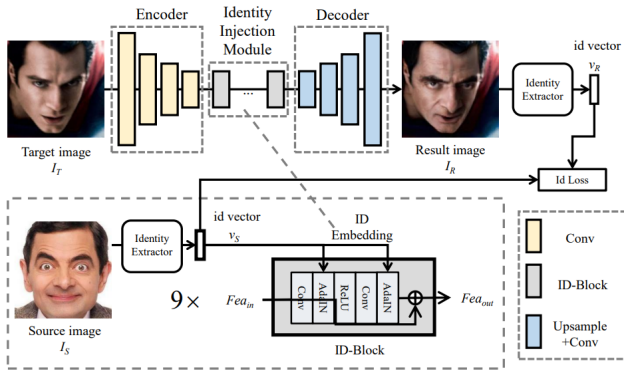 Encoder
Identity
Injection
Module
Decoder
id vector
v_R
Identity
Extractor
Target image
I_T
Result image
I_R
Id Loss
id vector
v_S
ID
Embedding
Identity
Extractor
9×
Fea_in
Conv
AdaIN
ReLU
Conv
AdaIN
Fea_out
ID-Block
Source image
I_S
Conv
ID-Block
Upsample
+Conv
...